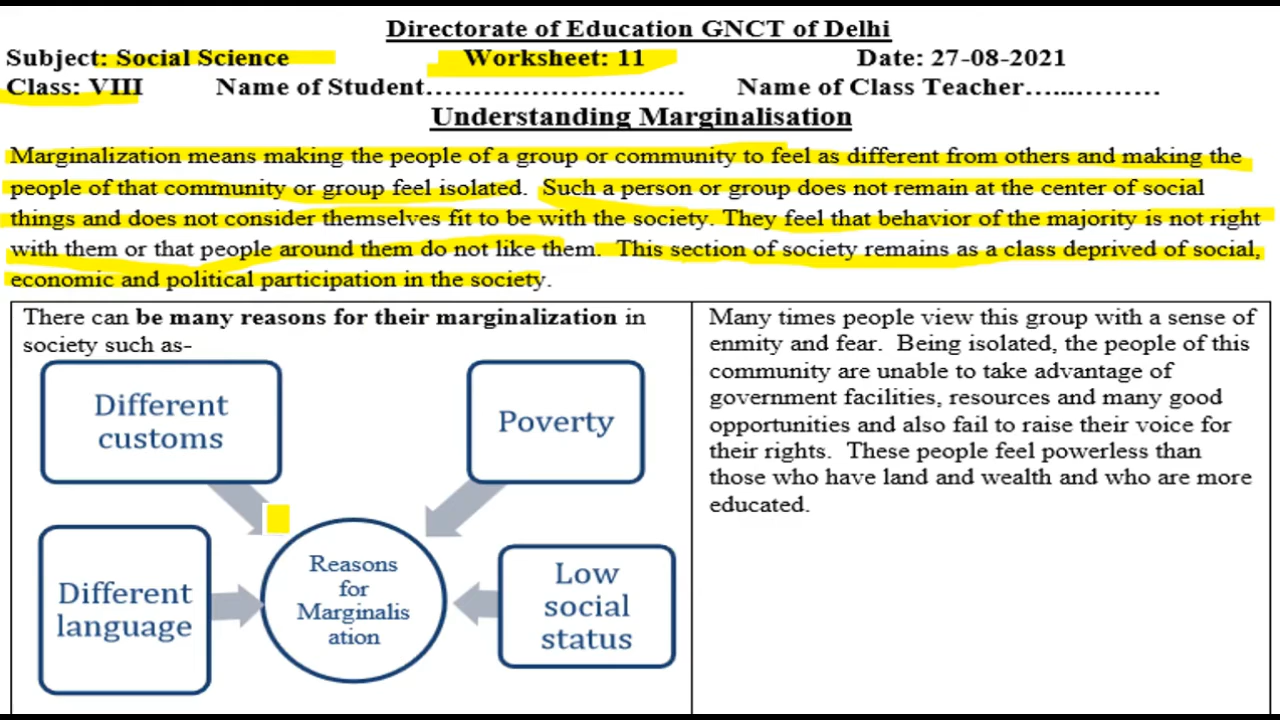 Directorate of Education GNCT of Delhi
Subject: Social Science Worksheet: 11 Date: 27-08-2021
Class: VIII Name of Student………………………… Name of Class Teacher…...………
Understanding Marginalisation
Marginalization means making the people of a group or community to feel as different from others and making the
people of that community or group feel isolated. Such a person or group does not remain at the center of social
things and does not consider themselves fit to be with the society. They feel that behavior of the majority is not right
with them or that people around them do not like them. This section of society remains as a class deprived of social,
economic and political participation in the society.
There can be many reasons for their marginalization in
society such as-
Different
customs
Poverty
Different
language
Reasons
for
Marginalis
ation
Low
social
status
Many times people view this group with a sense of
enmity and fear. Being isolated, the people of this
community are unable to take advantage of
government facilities, resources and many good
opportunities and also fail to raise their voice for
their rights. These people feel powerless than
those who have land and wealth and who are more
educated.